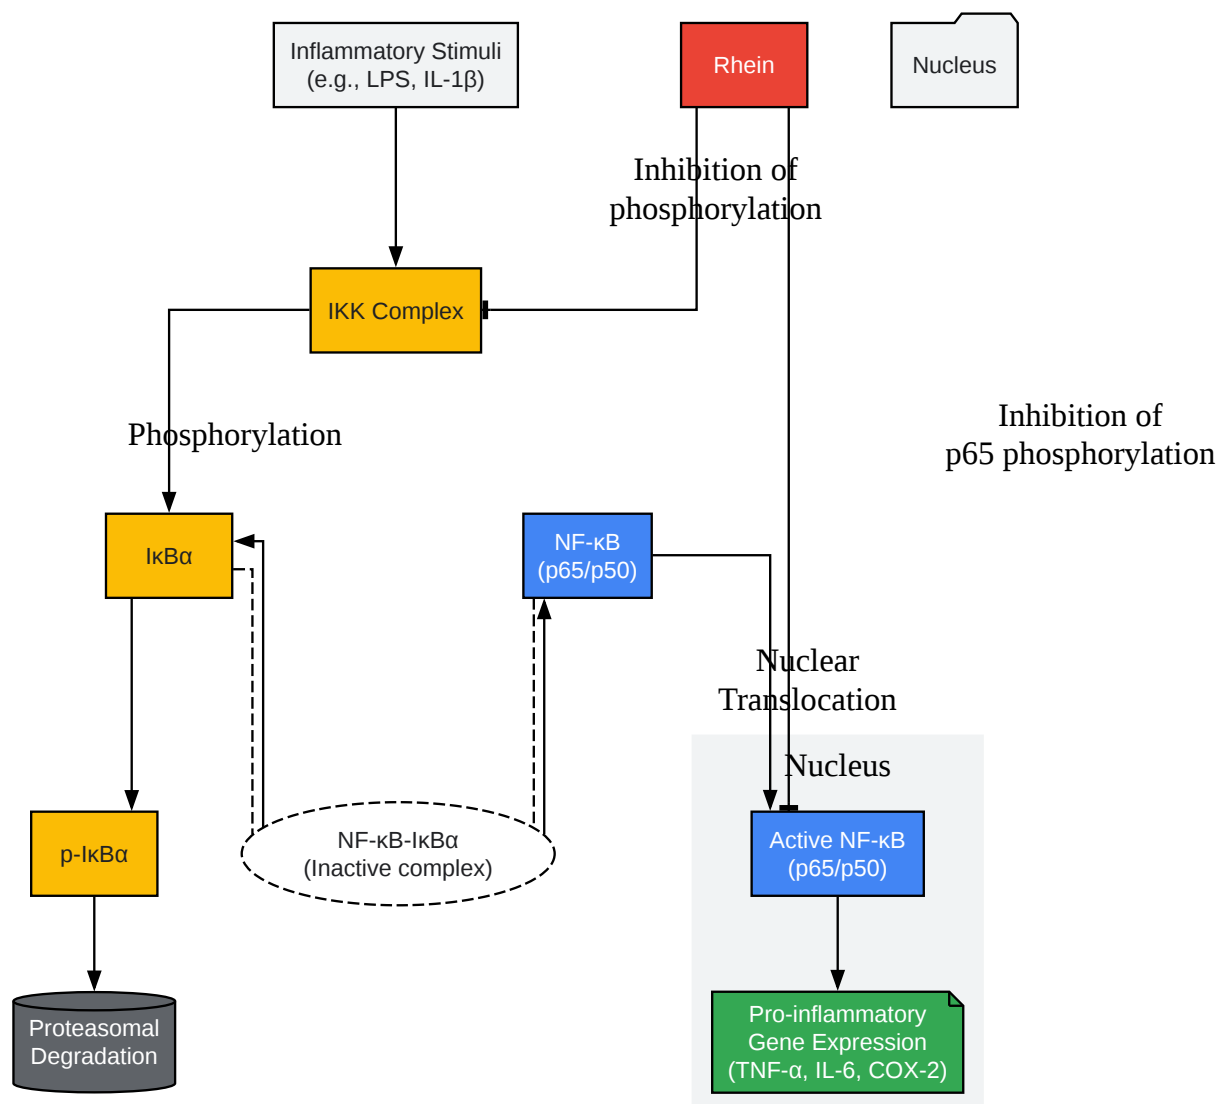 Inflammatory Stimuli
(e.g., LPS, IL-1β)
Rhein
Nucleus
Inhibition of
phosphorylation
IKK Complex
Inhibition of
p65 phosphorylation
Phosphorylation
IκBα
NF-κB
(p65/p50)
Nuclear
Translocation
Nucleus
p-IκBα
NF-κB-IκBα
(Inactive complex)
Active NF-κB
(p65/p50)
Proteasomal
Degradation
Pro-inflammatory
Gene Expression
(TNF-α, IL-6, COX-2)